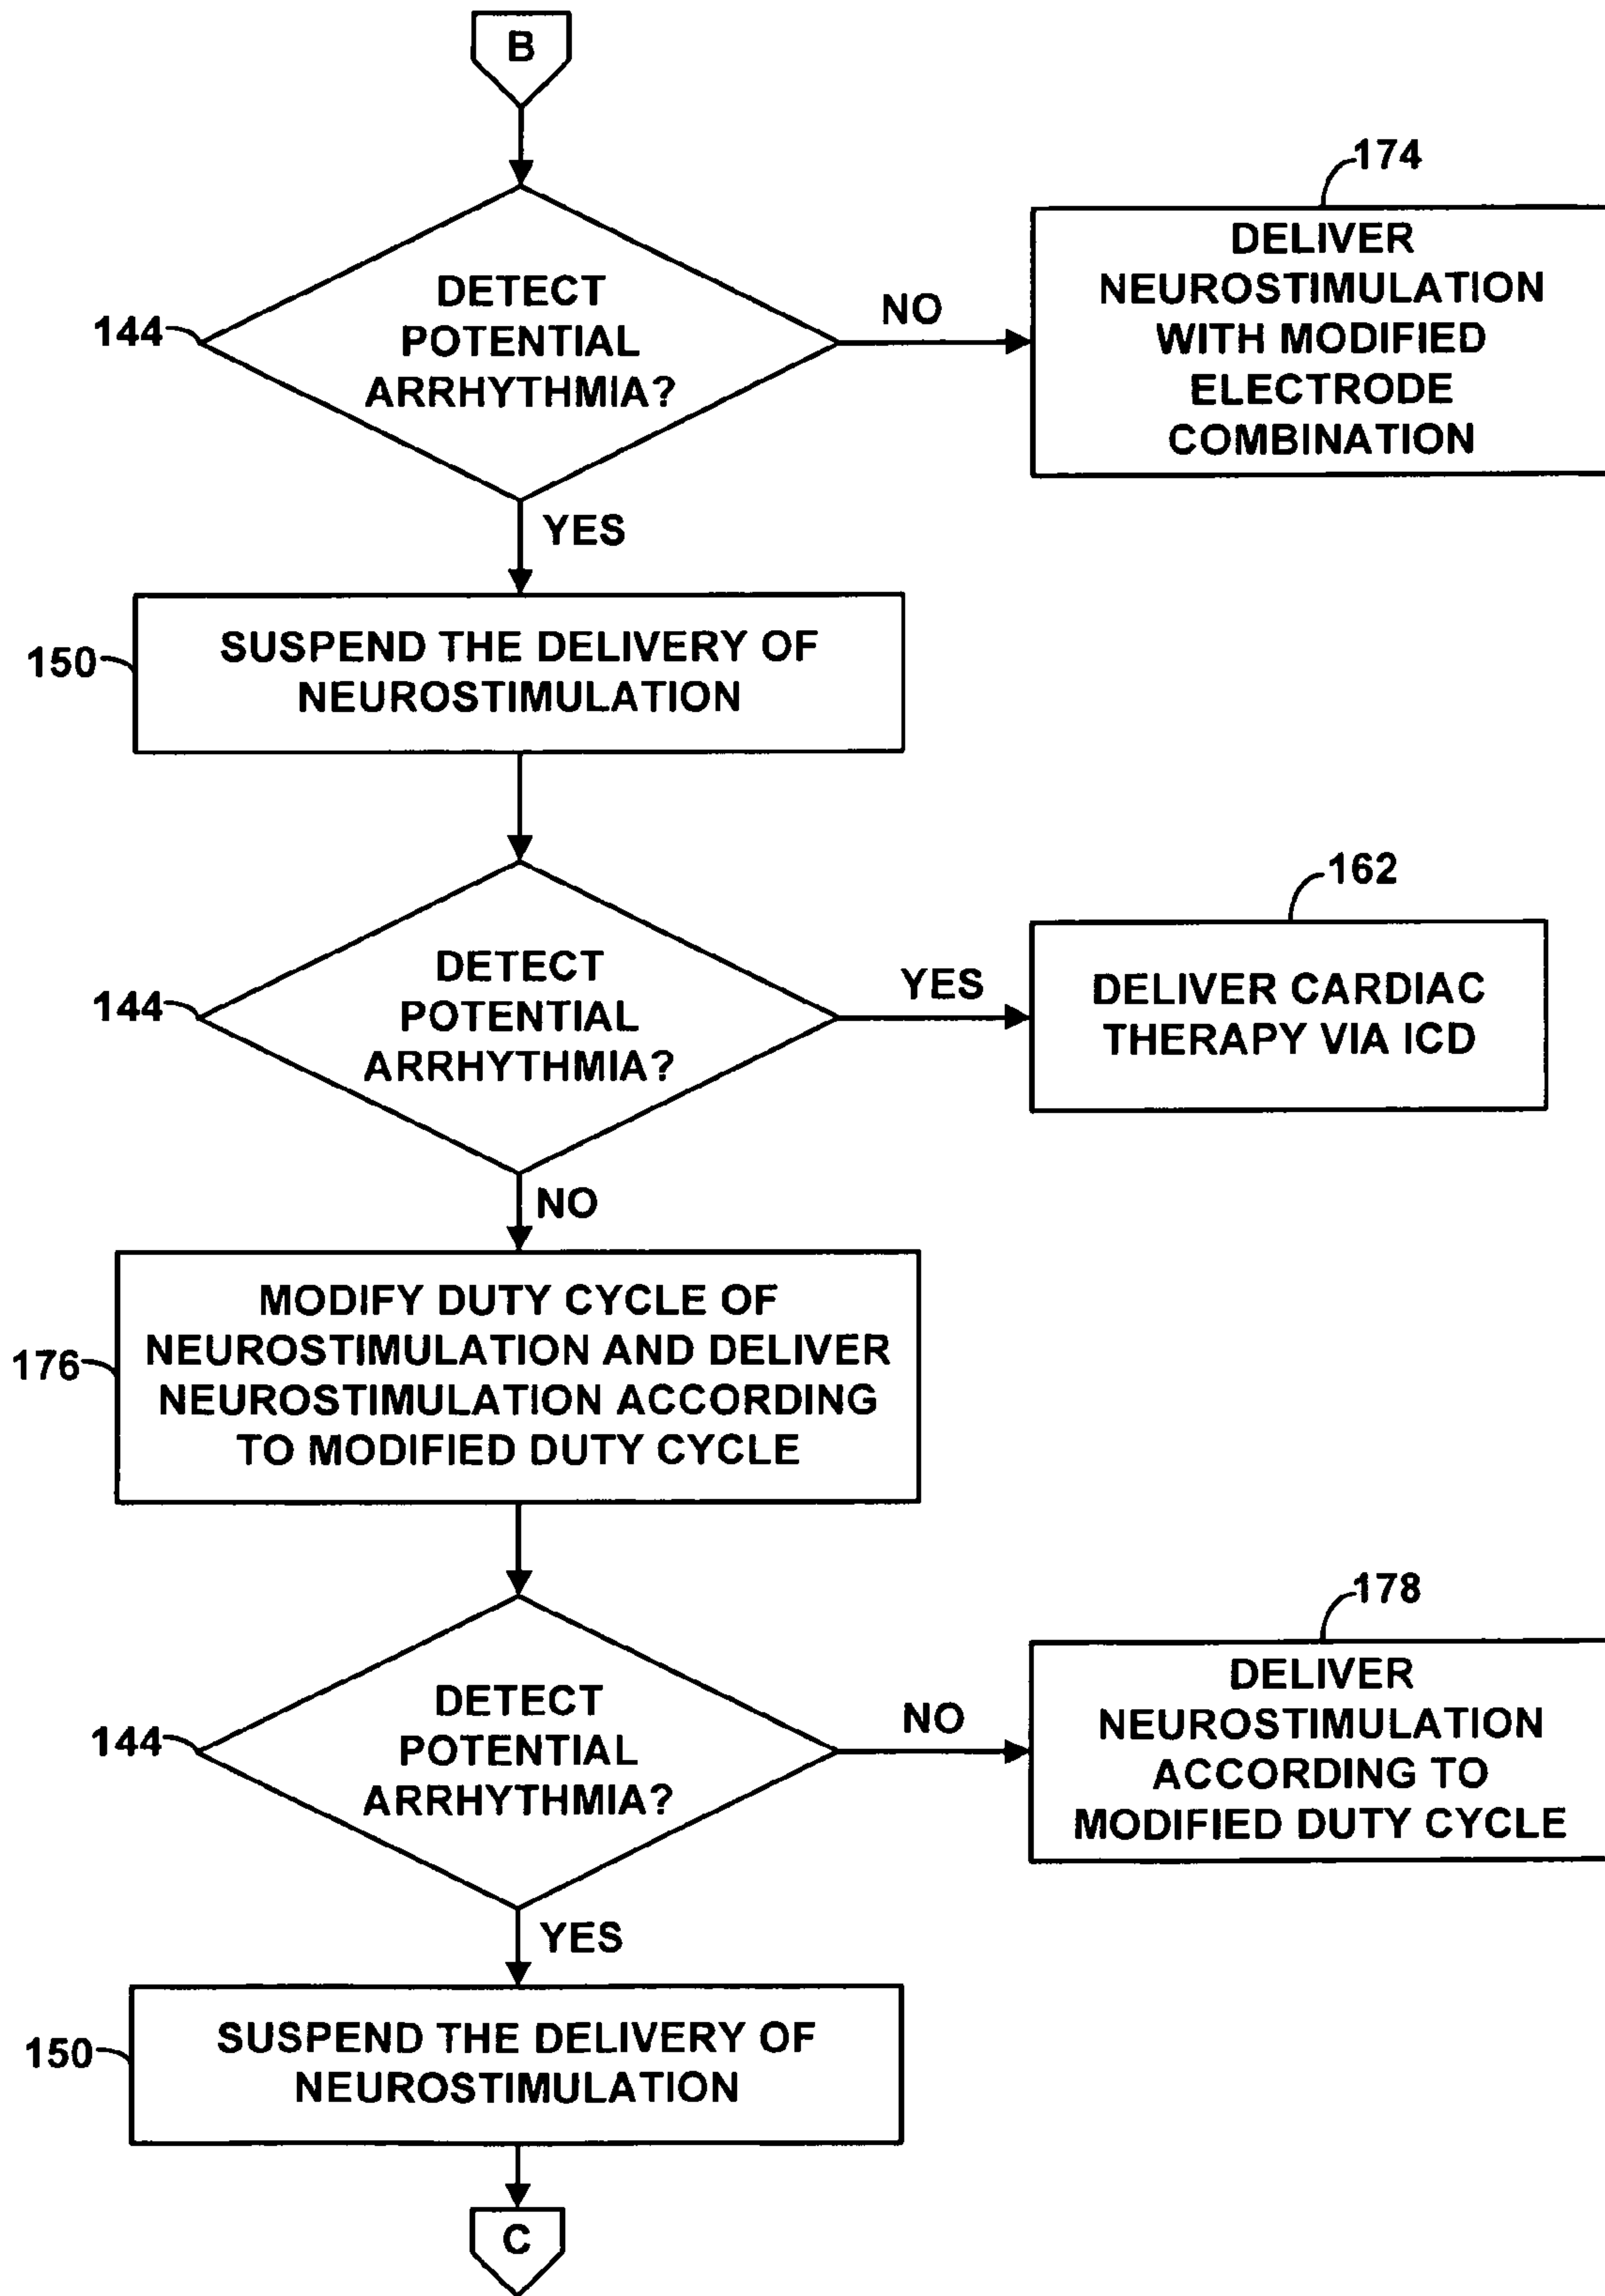 B
174
DELIVER
NEUROSTIMULATION
WITH MODIFIED
ELECTRODE
COMBINATION
NO
144
DETECT
POTENTIAL
ARRHYTHMIA?
YES
150
SUSPEND THE DELIVERY OF
NEUROSTIMULATION
162
144
DETECT
POTENTIAL
ARRHYTHMIA?
YES
DELIVER CARDIAC
THERAPY VIA ICD
NO
176
MODIFY DUTY CYCLE OF
NEUROSTIMULATION AND DELIVER
NEUROSTIMULATION ACCORDING
TO MODIFIED DUTY CYCLE
178
144
DETECT
POTENTIAL
ARRHYTHMIA?
NO
DELIVER
NEUROSTIMULATION
ACCORDING TO
MODIFIED DUTY CYCLE
YES
150
SUSPEND THE DELIVERY OF
NEUROSTIMULATION
C